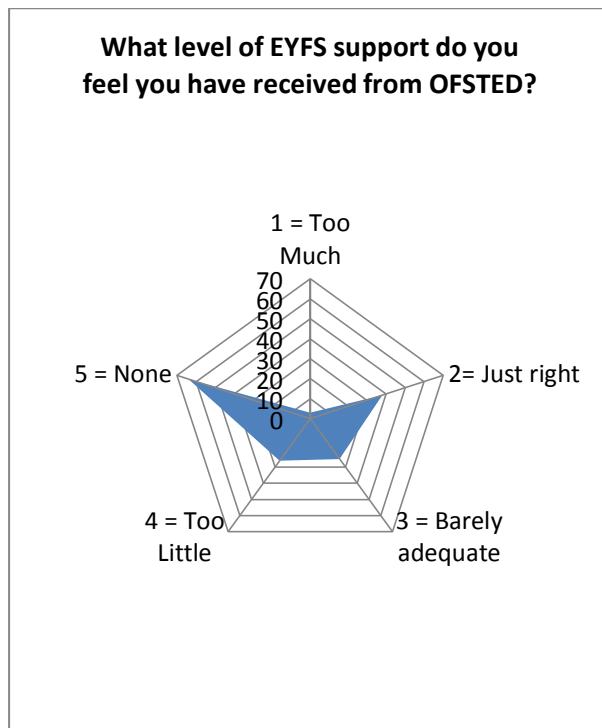 What level of EYFS support do you
feel you have received from OFSTED?
1 = Too
Much
70
60
50
40
30
20
10
0
5 = None
2= Just right
4 = Too
Little
3 = Barely
adequate